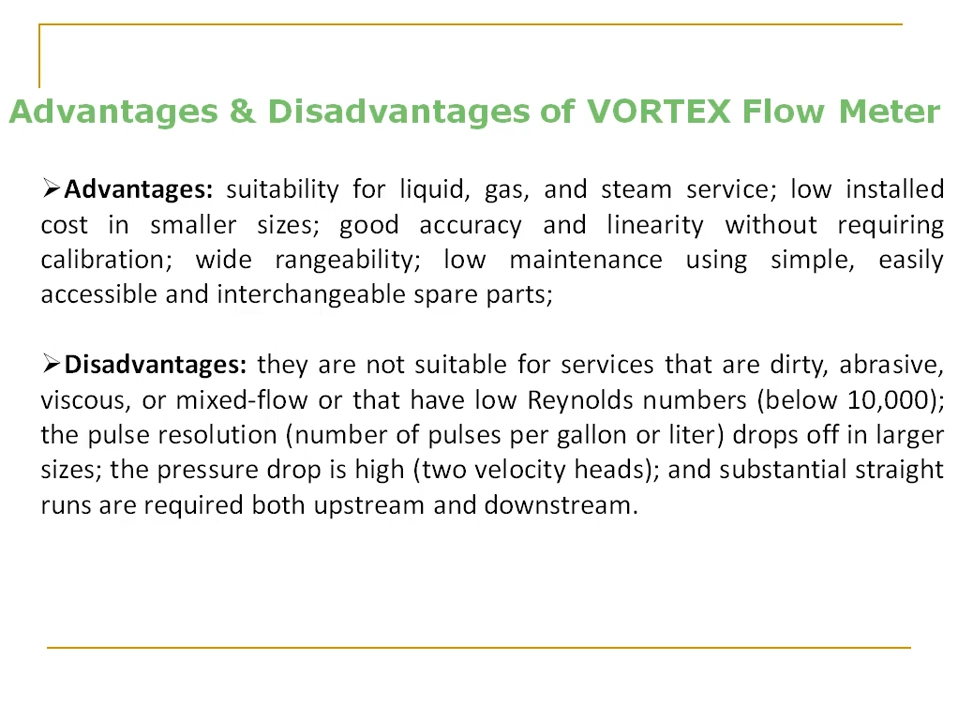 Advantages & Disadvantages of VORTEX Flow Meter
➢Advantages: suitability for liquid, gas, and steam service; low installed
cost in smaller sizes; good accuracy and linearity without requiring
calibration; wide rangeability; low maintenance using simple, easily
accessible and interchangeable spare parts;
➢Disadvantages: they are not suitable for services that are dirty, abrasive,
viscous, or mixed-flow or that have low Reynolds numbers (below 10,000);
the pulse resolution (number of pulses per gallon or liter) drops off in larger
sizes; the pressure drop is high (two velocity heads); and substantial straight
runs are required both upstream and downstream.